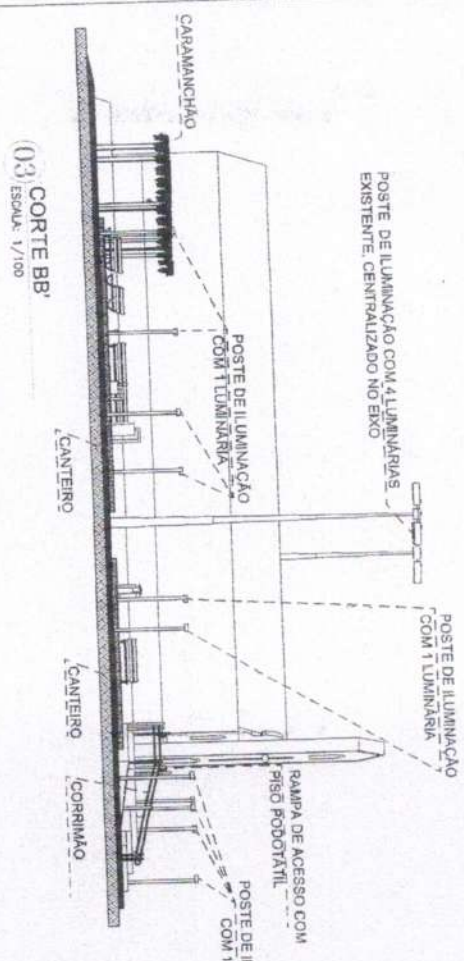 POSTE DE ILUMINAÇÃO COM 4 LUMINÁRIAS
EXISTENTE, CENTRALIZADO NO EIXO
POSTE DE ILUMINAÇÃO
COM 1 LUMINÁRIA
CARAMANCHÃO
POSTE DE ILUMINAÇÃO
COM 1 LUMINÁRIA
RAMPA DE ACESSO COM
PISO PODOTÁTIL
POSTE DE
COM 1
CANTEIRO
CANTEIRO
CORRIMÃO
03 CORTE BB'
ESCALA: 1/100